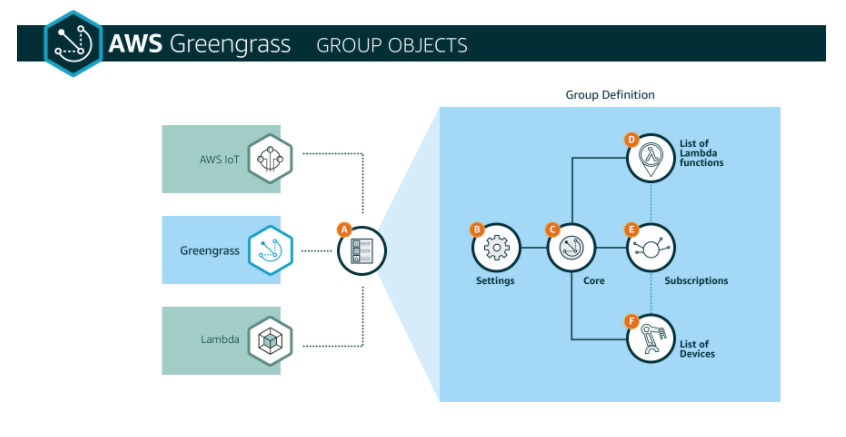 AWS Greengrass GROUP OBJECTS
Group Definition
AWS IoT
Greengrass
Lambda
A
B
Settings
C
Core
D
List of
Lambda
functions
E
Subscriptions
F
List of
Devices